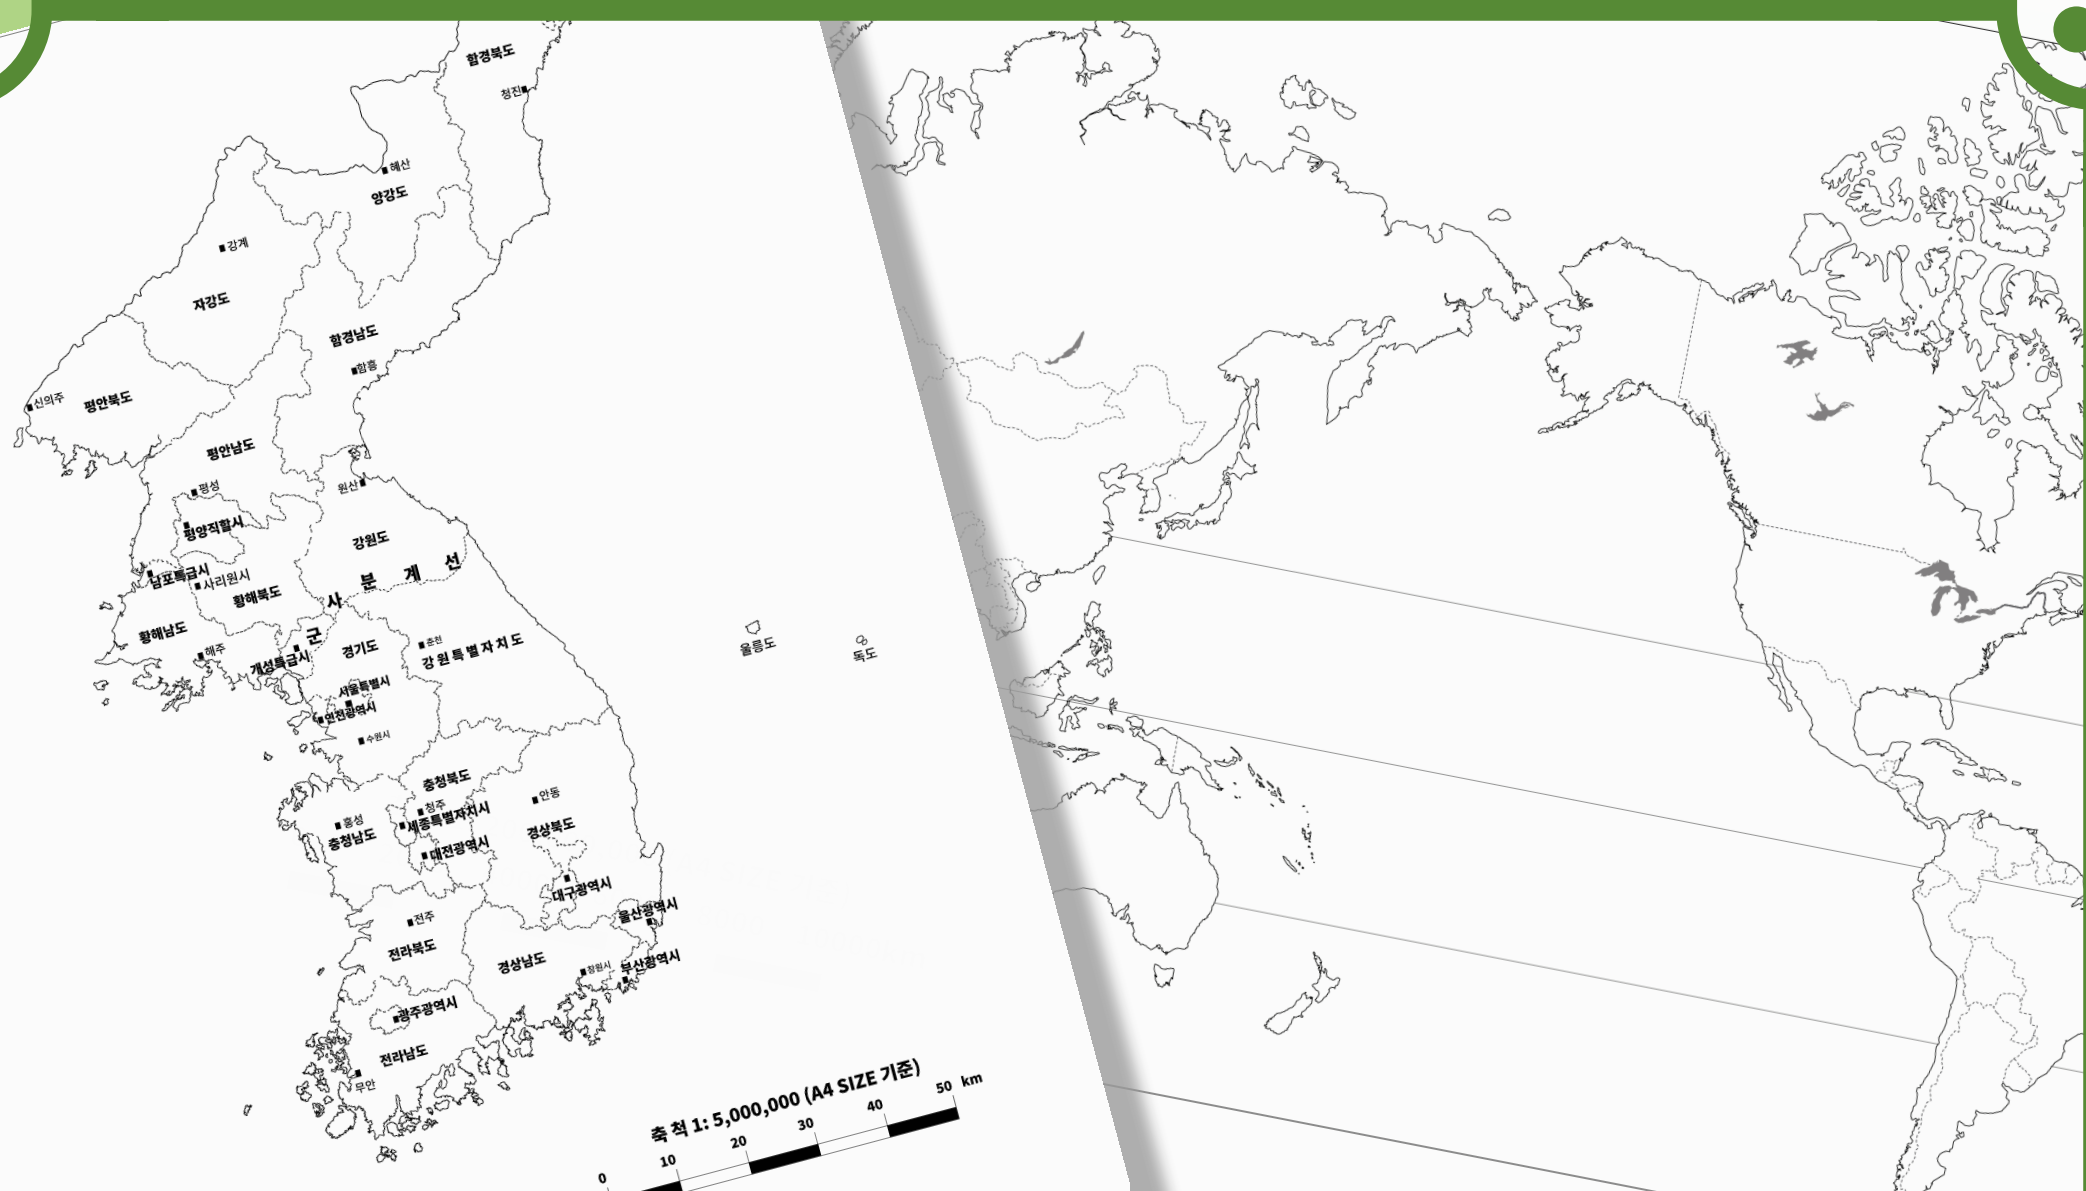 함경북도
청진
혜산
양강도
강계
자강도
함경남도
함흥
신의주
평안북도
평안남도
평성
원산
평양직할시
강원도
남포특급시
사리원시
황해북도
군 사 분 계 선
황해남도
해주
개성특급시
경기도
춘천
강원특별자치도
울릉도
독도
서울특별시
인천광역시
수원시
충청북도
청주
안동
홍성
세종특별자치시
충청남도
경상북도
대전광역시
대구광역시
울산광역시
전주
전라북도
경상남도
창원시
부산광역시
광주광역시
전라남도
무안
축 척 1: 5,000,000 (A4 SIZE 기준)
0 10 20 30 40 50 km